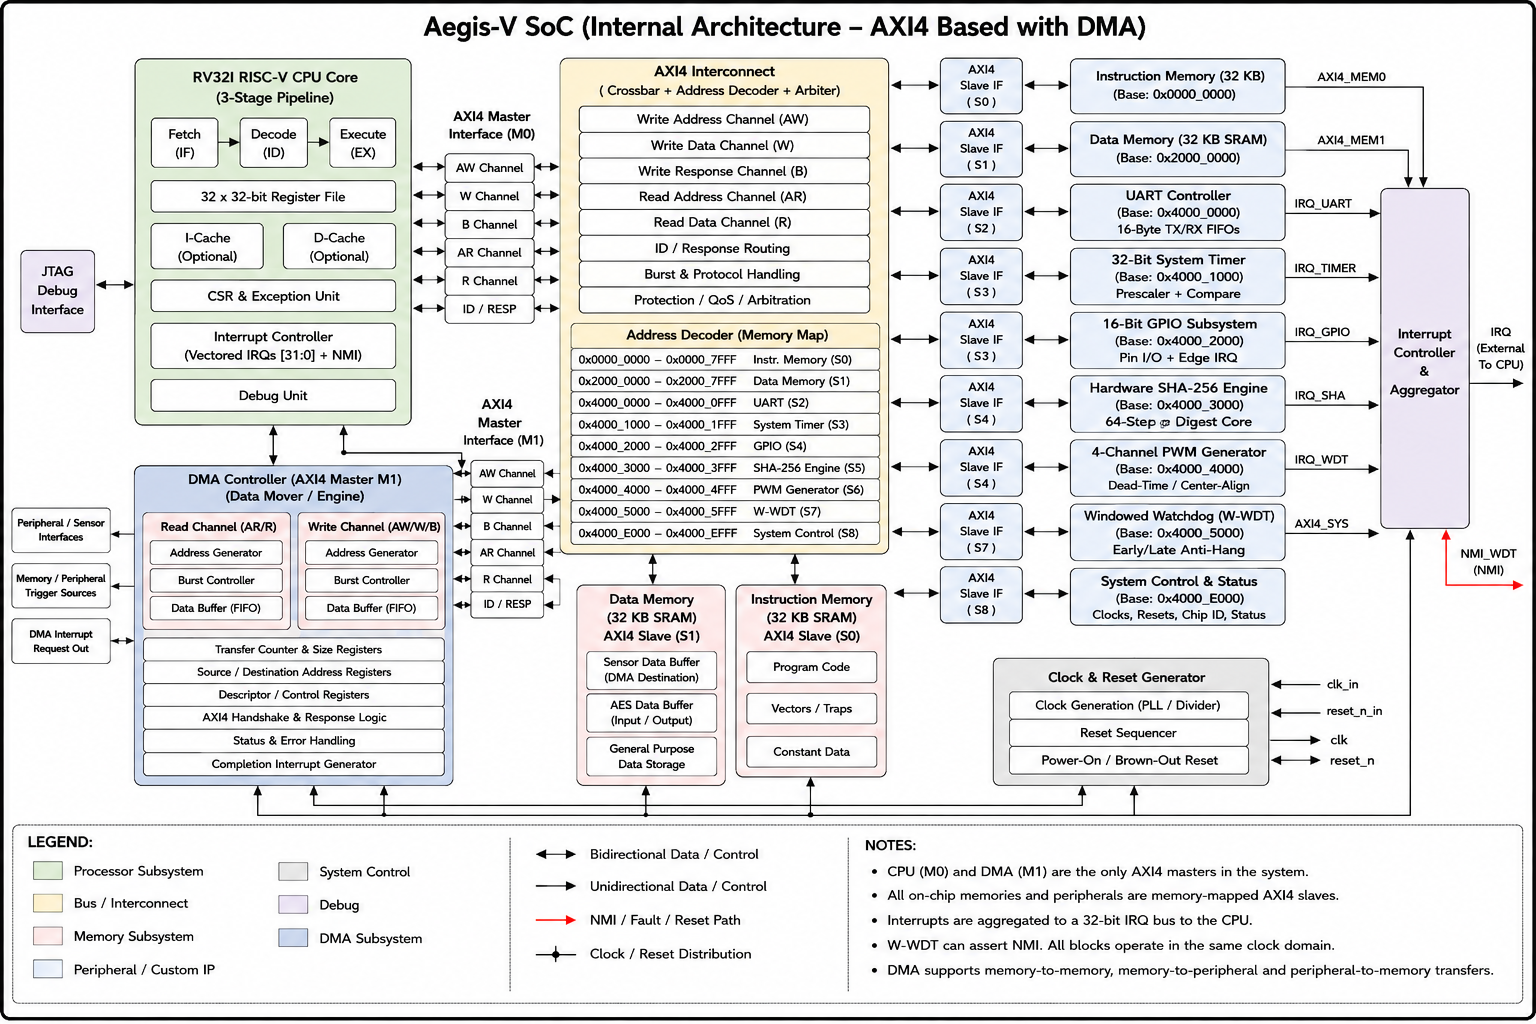 Aegis-V SoC (Internal Architecture – AXI4 Based with DMA)
RV32I RISC-V CPU Core
(3-Stage Pipeline)
Fetch
(IF)
Decode
(ID)
Execute
(EX)
32 x 32-bit Register File
I-Cache
(Optional)
D-Cache
(Optional)
CSR & Exception Unit
Interrupt Controller
(Vectored IRQs [31:0] + NMI)
Debug Unit
JTAG
Debug
Interface
AXI4 Master
Interface (M0)
AW Channel
W Channel
B Channel
AR Channel
R Channel
ID / RESP
AXI4 Interconnect
( Crossbar + Address Decoder + Arbiter)
Write Address Channel (AW)
Write Data Channel (W)
Write Response Channel (B)
Read Address Channel (AR)
Read Data Channel (R)
ID / Response Routing
Burst & Protocol Handling
Protection / QoS / Arbitration
Address Decoder (Memory Map)
0x0000_0000 – 0x0000_7FFF Instr. Memory (S0)
0x2000_0000 – 0x2000_7FFF Data Memory (S1)
0x4000_0000 – 0x4000_0FFF UART (S2)
0x4000_1000 – 0x4000_1FFF System Timer (S3)
0x4000_2000 – 0x4000_2FFF GPIO (S4)
0x4000_3000 – 0x4000_3FFF SHA-256 Engine (S5)
0x4000_4000 – 0x4000_4FFF PWM Generator (S6)
0x4000_5000 – 0x4000_5FFF W-WDT (S7)
0x4000_E000 – 0x4000_EFFF System Control (S8)
AXI4
Slave IF
( S0 )
Instruction Memory (32 KB)
(Base: 0x0000_0000)
AXI4_MEM0
AXI4
Slave IF
( S1 )
Data Memory (32 KB SRAM)
(Base: 0x2000_0000)
AXI4_MEM1
AXI4
Slave IF
( S2 )
UART Controller
(Base: 0x4000_0000)
16-Byte TX/RX FIFOs
IRQ_UART
AXI4
Slave IF
( S3 )
32-Bit System Timer
(Base: 0x4000_1000)
Prescaler + Compare
IRQ_TIMER
AXI4
Slave IF
( S3 )
16-Bit GPIO Subsystem
(Base: 0x4000_2000)
Pin I/O + Edge IRQ
IRQ_GPIO
AXI4
Slave IF
( S4 )
Hardware SHA-256 Engine
(Base: 0x4000_3000)
64-Step Digest Core
IRQ_SHA
AXI4
Slave IF
( S4 )
4-Channel PWM Generator
(Base: 0x4000_4000)
Dead-Time / Center-Align
IRQ_WDT
AXI4
Slave IF
( S7 )
Windowed Watchdog (W-WDT)
(Base: 0x4000_5000)
Early/Late Anti-Hang
AXI4_SYS
AXI4
Slave IF
( S8 )
System Control & Status
(Base: 0x4000_E000)
Clocks, Resets, Chip ID, Status
Interrupt
Controller
&
Aggregator
IRQ
(External
To CPU)
NMI_WDT
(NMI)
AXI4
Master
Interface (M1)
AW Channel
W Channel
B Channel
AR Channel
R Channel
ID / RESP
DMA Controller (AXI4 Master M1)
(Data Mover / Engine)
Read Channel (AR/R)
Address Generator
Burst Controller
Data Buffer (FIFO)
Write Channel (AW/W/B)
Address Generator
Burst Controller
Data Buffer (FIFO)
Transfer Counter & Size Registers
Source / Destination Address Registers
Descriptor / Control Registers
AXI4 Handshake & Response Logic
Status & Error Handling
Completion Interrupt Generator
Peripheral / Sensor
Interfaces
Memory / Peripheral
Trigger Sources
DMA Interrupt
Request Out
Data Memory
(32 KB SRAM)
AXI4 Slave (S1)
Sensor Data Buffer
(DMA Destination)
AES Data Buffer
(Input / Output)
General Purpose
Data Storage
Instruction Memory
(32 KB SRAM)
AXI4 Slave (S0)
Program Code
Vectors / Traps
Constant Data
Clock & Reset Generator
Clock Generation (PLL / Divider)
Reset Sequencer
Power-On / Brown-Out Reset
clk_in
reset_n_in
clk
reset_n
LEGEND:
Processor Subsystem
Bus / Interconnect
Memory Subsystem
Peripheral / Custom IP
System Control
Debug
DMA Subsystem
Bidirectional Data / Control
Unidirectional Data / Control
NMI / Fault / Reset Path
Clock / Reset Distribution
NOTES:
• CPU (M0) and DMA (M1) are the only AXI4 masters in the system.
• All on-chip memories and peripherals are memory-mapped AXI4 slaves.
• Interrupts are aggregated to a 32-bit IRQ bus to the CPU.
• W-WDT can assert NMI. All blocks operate in the same clock domain.
• DMA supports memory-to-memory, memory-to-peripheral and peripheral-to-memory transfers.